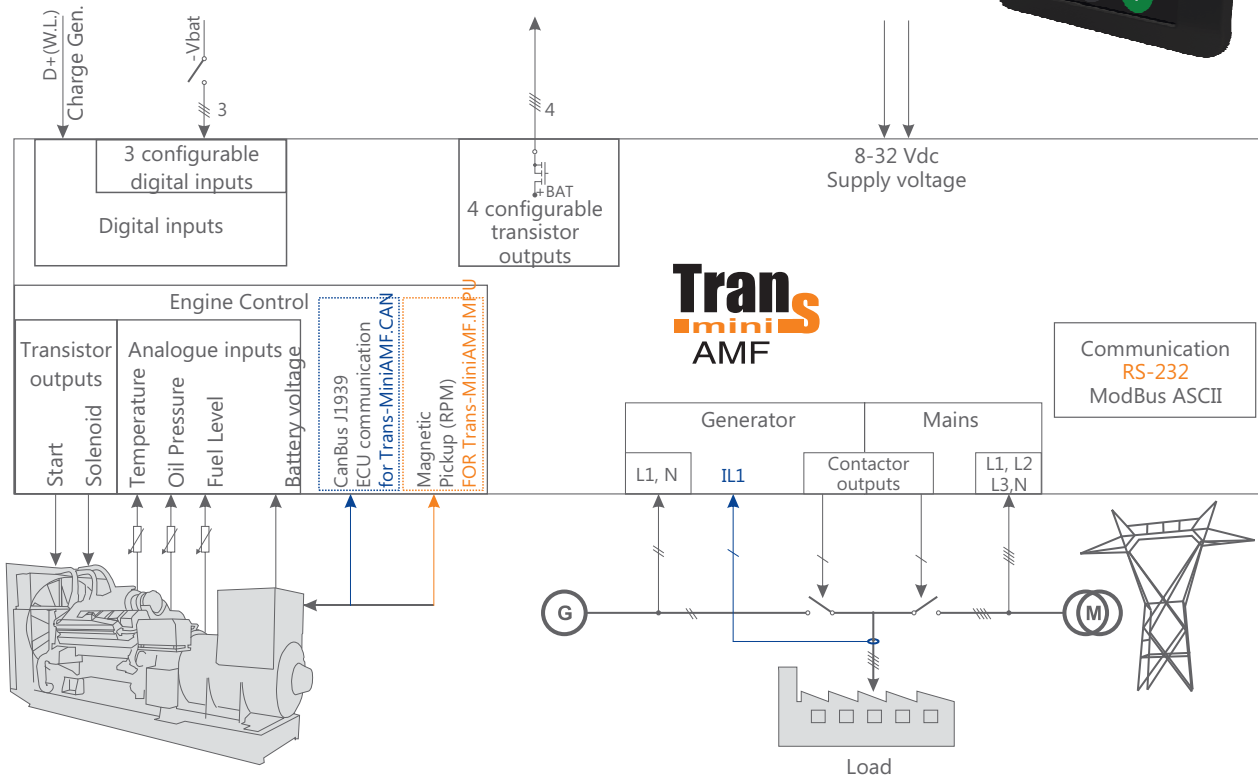 D+(W.L.)
Charge Gen.
-Vbat
3
4
3 configurable
digital inputs
Digital inputs
+BAT
4 configurable
transistor
outputs
8-32 Vdc
Supply voltage
Trans
mini
AMF
Engine Control
Transistor
outputs
Start
Solenoid
Analogue inputs
Temperature
Oil Pressure
Fuel Level
Battery voltage
CanBus J1939
ECU communication
for Trans-MiniAMF.CAN
Magnetic
Pickup (RPM)
FOR Trans-MiniAMF.MPU
Communication
RS-232
ModBus ASCII
Generator
Mains
L1, N
IL1
Contactor
outputs
L1, L2
L3,N
G
M
Load